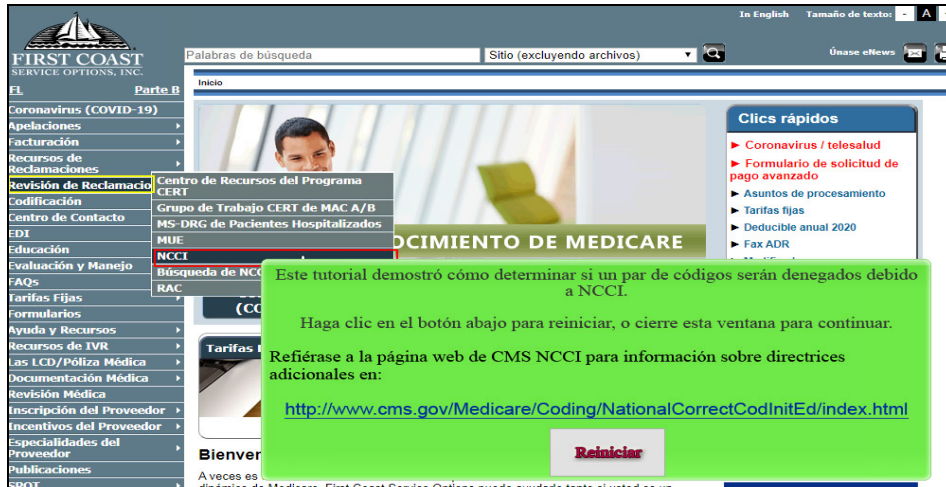 In English Tamaño de texto: - A
FIRST COAST
SERVICE OPTIONS, INC.
Palabras de búsqueda
Sitio (excluyendo archivos)
Únase eNews
FL Parte B
Inicio
Coronavirus (COVID-19)
Apelaciones
Facturación
Recursos de
Reclamaciones
Revisión de Reclamacio
Codificación
Centro de Contacto
EDI
Educación
Evaluación y Manejo
FAQs
Tarifas Fijas
Formularios
Ayuda y Recursos
Recursos de IVR
Las LCD/Póliza Médica
Documentación Médica
Revisión Médica
Inscripción del Proveedor
Incentivos del Proveedor
Especialidades del
Proveedor
Publicaciones
SPOT
Centro de Recursos del Programa
CERT
Grupo de Trabajo CERT de MAC A/B
MS-DRG de Pacientes Hospitalizados
MUE
NCCI
Búsqueda de NCC
RAC
OCIMIENTO DE MEDICARE
(CO
Clics rápidos
Coronavirus / telesalud
Formulario de solicitud de
pago avanzado
Asuntos de procesamiento
Tarifas fijas
Deducible anual 2020
Fax ADR
Este tutorial demostró cómo determinar si un par de códigos serán denegados debido
a NCCI.
Haga clic en el botón abajo para reiniciar, o cierre esta ventana para continuar.
Refiérase a la página web de CMS NCCI para información sobre directrices
adicionales en:
http://www.cms.gov/Medicare/Coding/NationalCorrectCodInitEd/index.html
Reiniciar
Tarifas
Bienver
A veces es